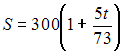 S = 300(1 + 5t/73)